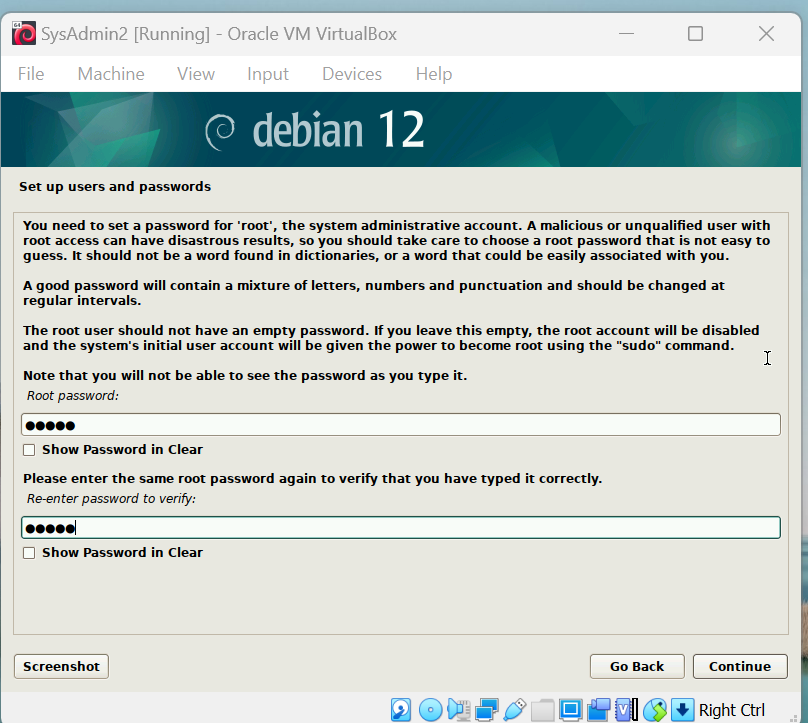 SysAdmin2 [Running] - Oracle VM VirtualBox
File Machine View Input Devices Help
debian 12
Set up users and passwords
You need to set a password for 'root', the system administrative account. A malicious or unqualified user with
root access can have disastrous results, so you should take care to choose a root password that is not easy to
guess. It should not be a word found in dictionaries, or a word that could be easily associated with you.
A good password will contain a mixture of letters, numbers and punctuation and should be changed at
regular intervals.
The root user should not have an empty password. If you leave this empty, the root account will be disabled
and the system's initial user account will be given the power to become root using the "sudo" command.
Note that you will not be able to see the password as you type it.
Root password:
●●●●●
Show Password in Clear
Please enter the same root password again to verify that you have typed it correctly.
Re-enter password to verify:
●●●●●
Show Password in Clear
Screenshot Go Back Continue
Right Ctrl